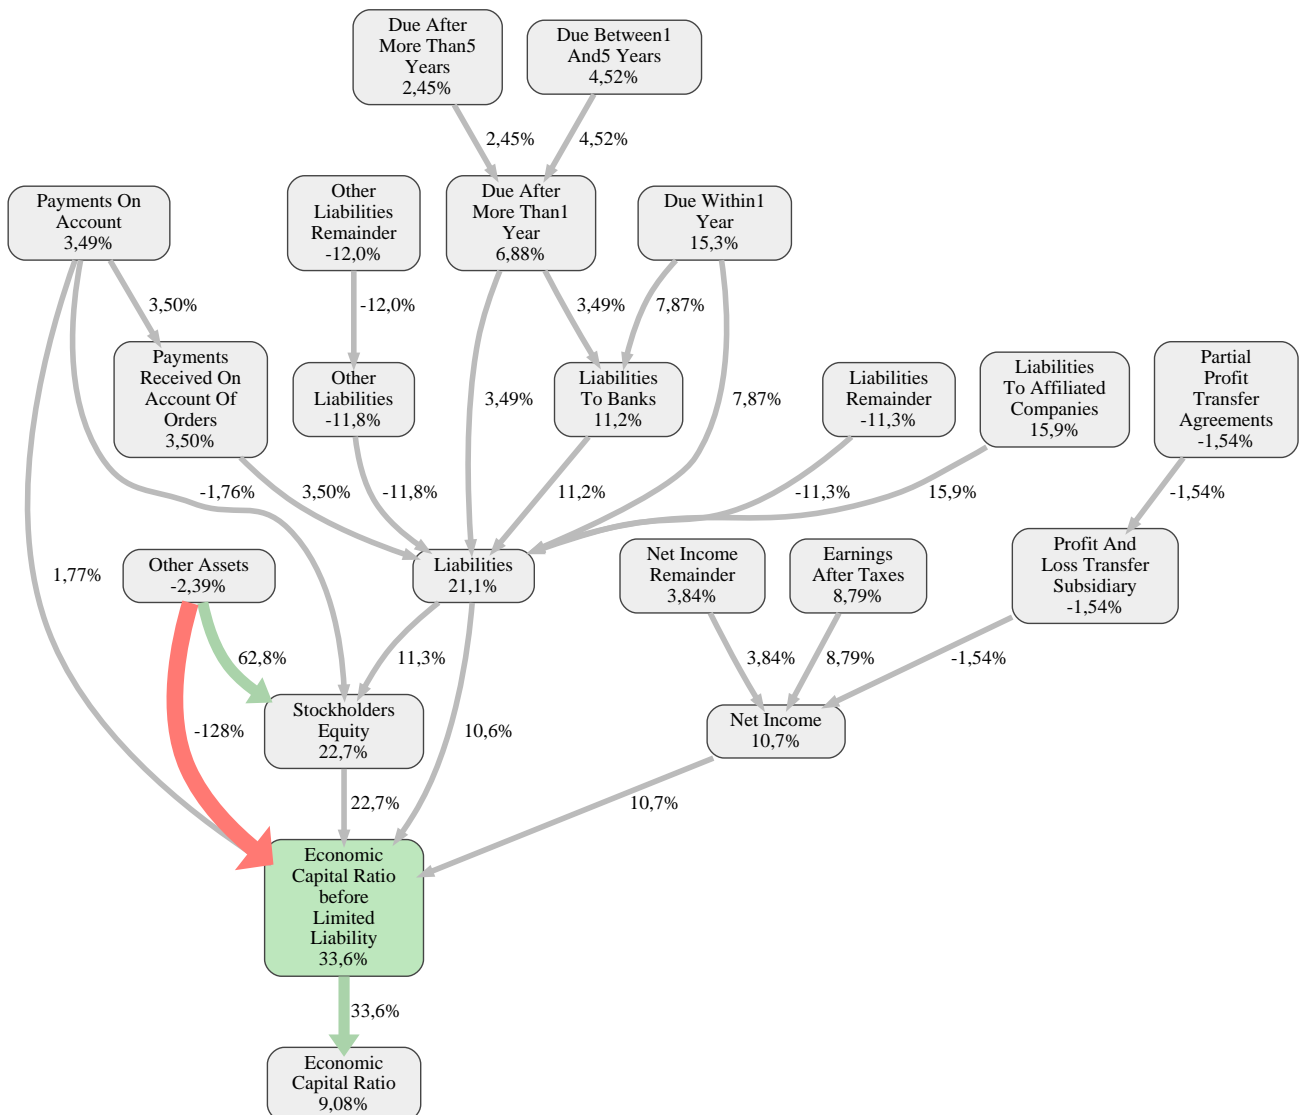 Due After
More Than5
Years
2,45%
Due Between1
And5 Years
4,52%
2,45%
4,52%
Payments On
Account
3,49%
Other
Liabilities
Remainder
-12,0%
Due After
More Than1
Year
6,88%
Due Within1
Year
15,3%
3,50%
-12,0%
3,49%
7,87%
Payments
Received On
Account Of
Orders
3,50%
Other
Liabilities
-11,8%
3,49%
Liabilities
To Banks
11,2%
7,87%
Liabilities
Remainder
-11,3%
Liabilities
To Affiliated
Companies
15,9%
Partial
Profit
Transfer
Agreements
-1,54%
-1,76%
3,50%
-11,8%
11,2%
-11,3%
15,9%
-1,54%
1,77%
Other Assets
-2,39%
Liabilities
21,1%
Net Income
Remainder
3,84%
Earnings
After Taxes
8,79%
Profit And
Loss Transfer
Subsidiary
-1,54%
62,8%
11,3%
3,84%
8,79%
-1,54%
-128%
Stockholders
Equity
22,7%
10,6%
Net Income
10,7%
22,7%
10,7%
Economic
Capital Ratio
before
Limited
Liability
33,6%
33,6%
Economic
Capital Ratio
9,08%